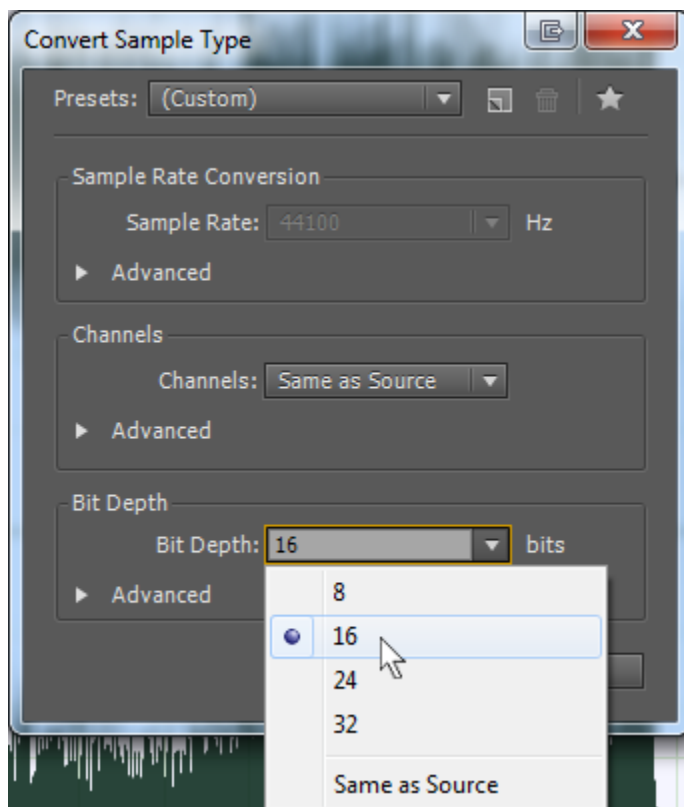 Convert Sample Type
Presets: (Custom)
Sample Rate Conversion
Sample Rate: 44100 Hz
Advanced
Channels
Channels: Same as Source
Advanced
Bit Depth
Bit Depth: 16 bits
Advanced
8
16
24
32
Same as Source